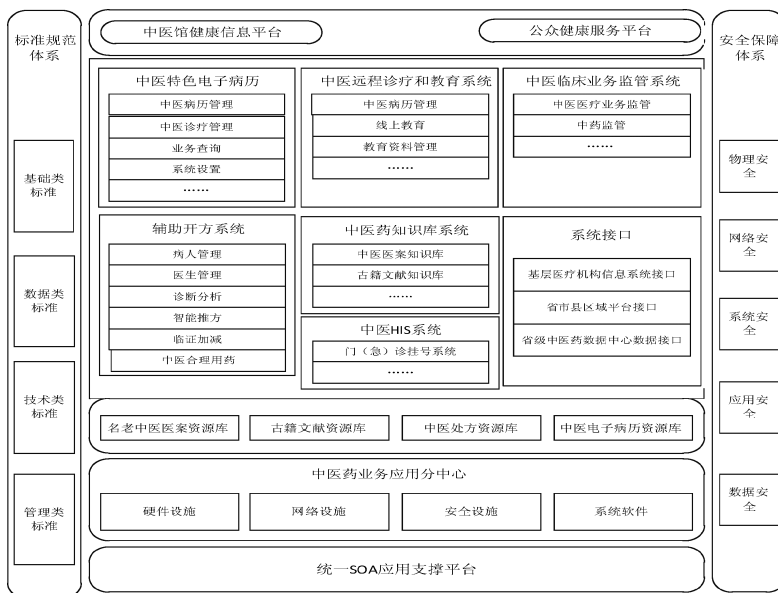 标准规范
体系
基础类
标准
数据类
标准
技术类
标准
管理类
标准
中医馆健康信息平台
公众健康服务平台
中医特色电子病历
中医病历管理
中医诊疗管理
业务查询
系统设置
……
中医远程诊疗和教育系统
中医病历管理
线上教育
教育资料管理
……
中医临床业务监管系统
中医医疗业务监管
中药监管
……
辅助开方系统
病人管理
医生管理
诊断分析
智能推方
临证加减
中医合理用药
中医药知识库系统
中医医案知识库
古籍文献知识库
……
中医HIS系统
门（急）诊挂号系统
……
系统接口
基层医疗机构信息系统接口
省市县区域平台接口
省级中医药数据中心数据接口
名老中医医案资源库
古籍文献资源库
中医处方资源库
中医电子病历资源库
中医药业务应用分中心
硬件设施
网络设施
安全设施
系统软件
统一SOA应用支撑平台
安全保障
体系
物理安
全
网络安
全
系统安
全
应用安
全
数据安
全